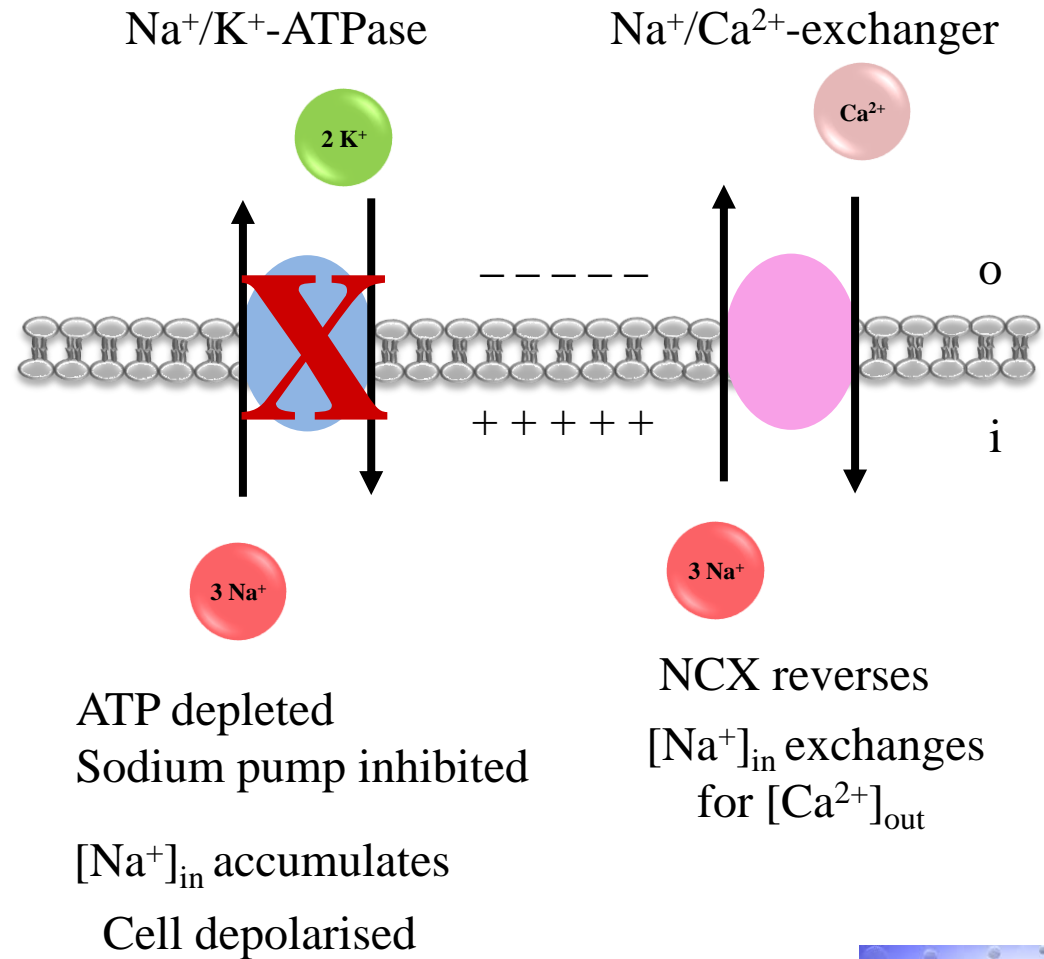 Na⁺/K⁺-ATPase
Na⁺/Ca²⁺-exchanger
2 K⁺
Ca²⁺
X
– – – – –
o
+ + + + +
i
3 Na⁺
3 Na⁺
ATP depleted
Sodium pump inhibited
[Na⁺]ᵢₙ accumulates
Cell depolarised
NCX reverses
[Na⁺]ᵢₙ exchanges
for [Ca²⁺]ₒᵤₜ